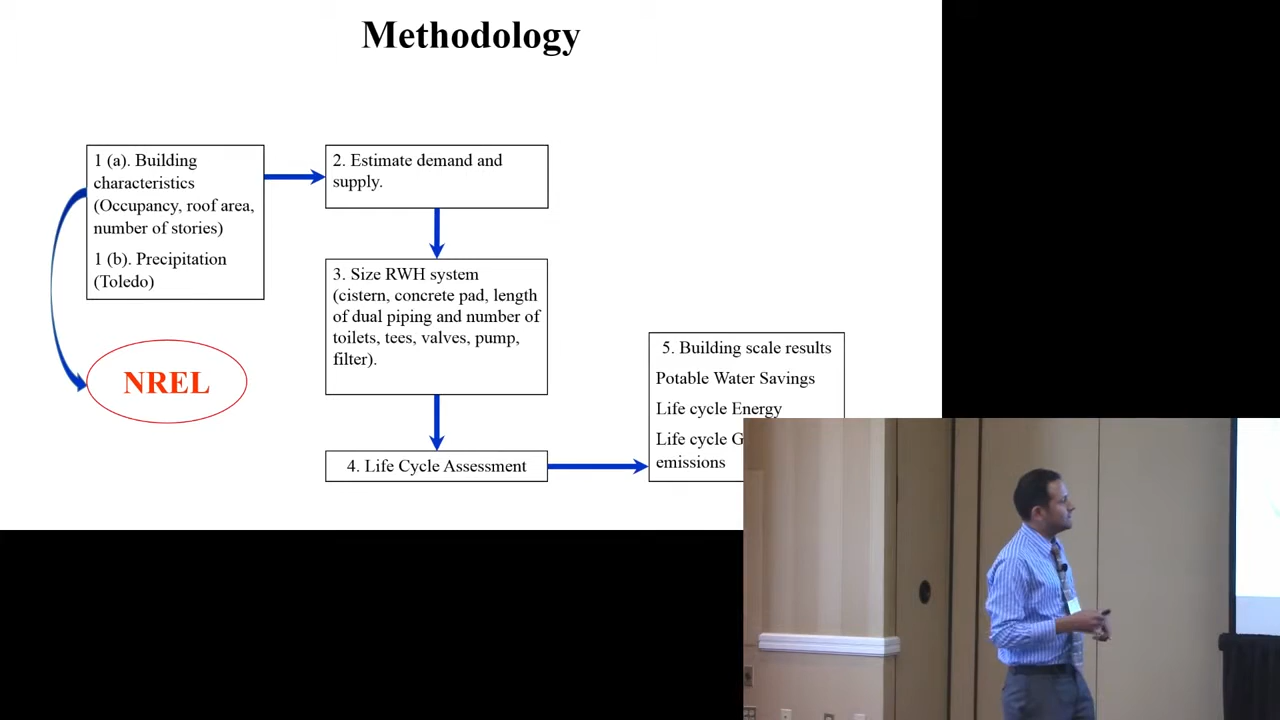 Methodology
1 (a). Building
characteristics
(Occupancy, roof area,
number of stories)
1 (b). Precipitation
(Toledo)
NREL
2. Estimate demand and
supply.
3. Size RWH system
(cistern, concrete pad, length
of dual piping and number of
toilets, tees, valves, pump,
filter).
4. Life Cycle Assessment
5. Building scale results
Potable Water Savings
Life cycle Energy
Life cycle
emissions